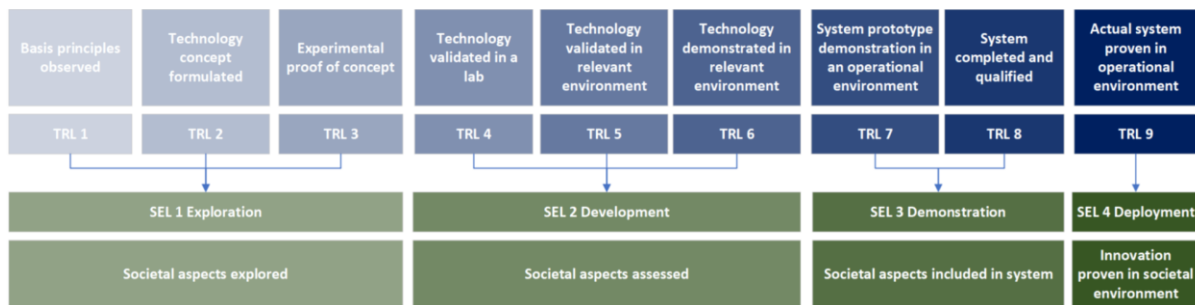 Basis principles
observed
Technology
concept
formulated
Experimental
proof of concept
Technology
validated in a
lab
Technology
validated in
relevant
environment
Technology
demonstrated in
relevant
environment
System prototype
demonstration in
an operational
environment
System
completed and
qualified
Actual system
proven in
operational
environment
TRL 1
TRL 2
TRL 3
TRL 4
TRL 5
TRL 6
TRL 7
TRL 8
TRL 9
SEL 1 Exploration
SEL 2 Development
SEL 3 Demonstration
SEL 4 Deployment
Societal aspects explored
Societal aspects assessed
Societal aspects included in system
Innovation
proven in societal
environment